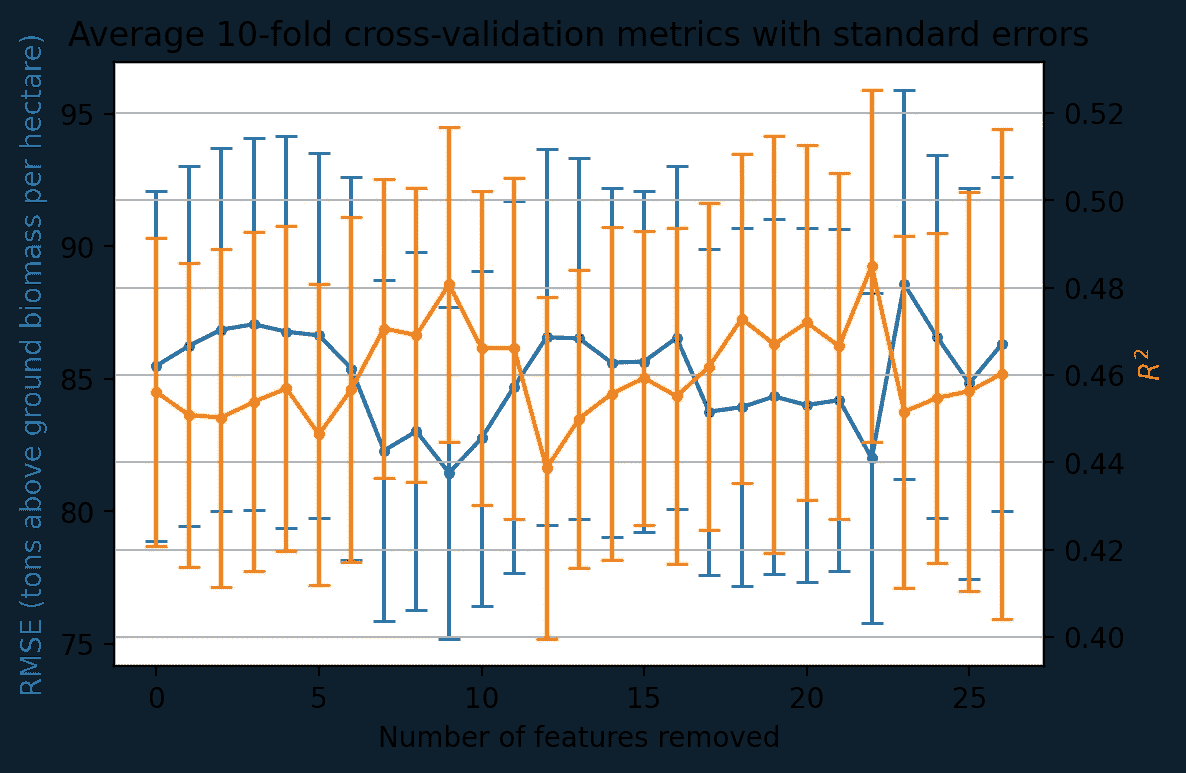 Average 10-fold cross-validation metrics with standard errors
RMSE (tons above ground biomass per hectare)
95
90
85
80
75
0.52
0.50
0.48
0.46
0.44
0.42
0.40
R²
0 5 10 15 20 25
Number of features removed